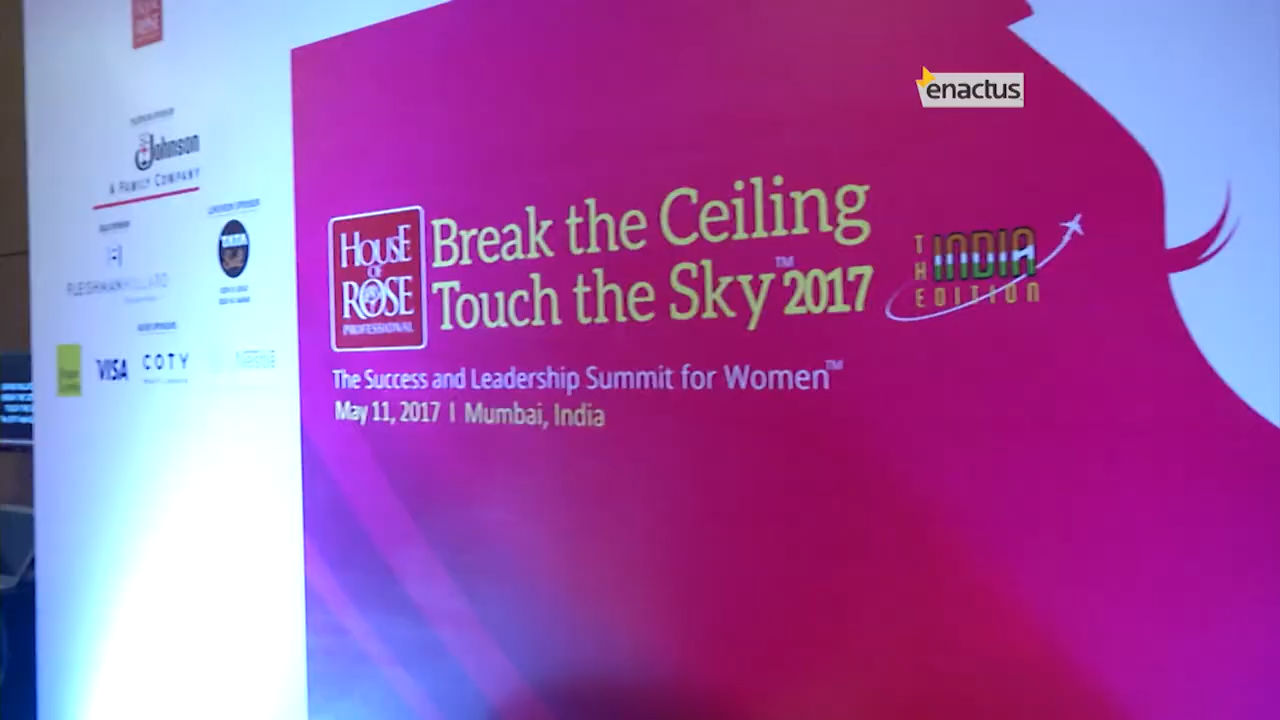 enactus
HOUSE
OF
ROSE
PROFESSIONAL
Break the Ceiling
Touch the Sky™ 2017
THE INDIA
EDITION
The Success and Leadership Summit for Women™
May 11, 2017 | Mumbai, India
Johnson
A FAMILY COMPANY
FLEISHMANHILLARD
VISA
COTY